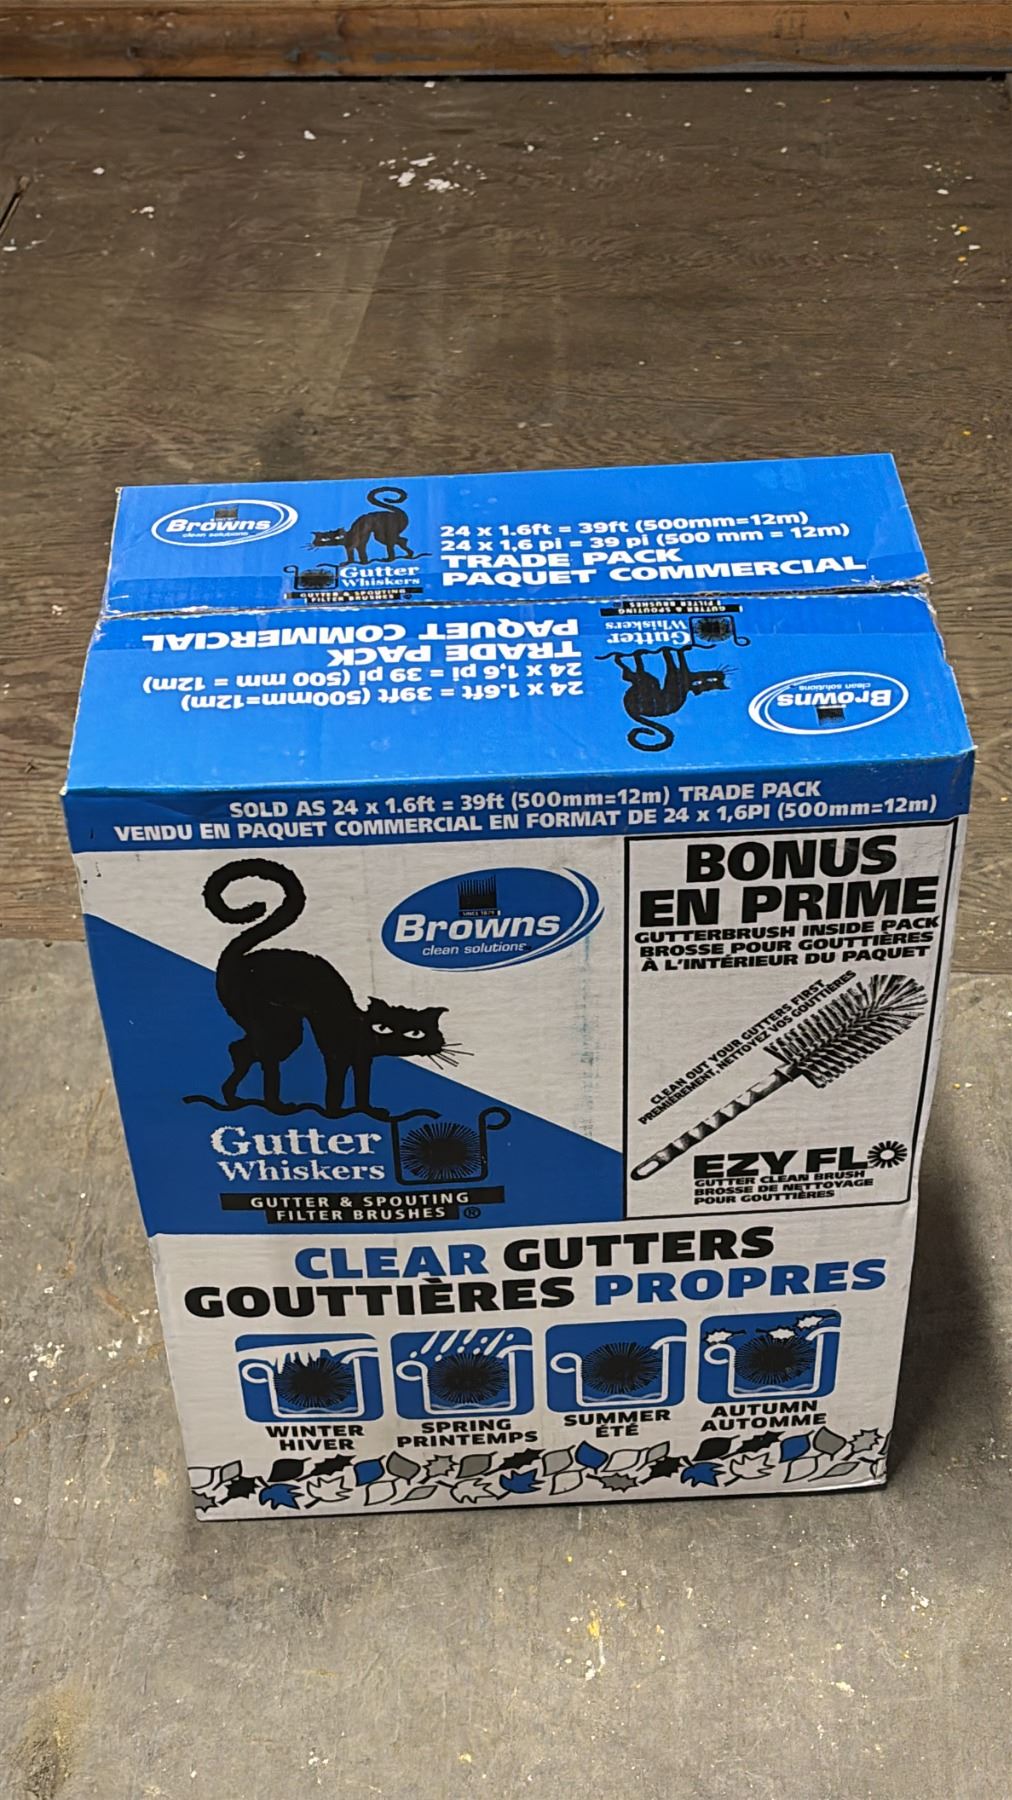 Browns
clean solutions
Gutter
Whiskers
24 x 1.6ft = 39ft (500mm=12m)
24 x 1,6 pi = 39 pi (500 mm = 12m)
TRADE PACK
PAQUET COMMERCIAL
GUTTER & SPOUTING
FILTER BRUSHES
Gutter
Whiskers
Browns
clean solutions
24 x 1.6ft = 39ft (500mm=12m)
24 x 1,6 pi = 39 pi (500 mm = 12m)
TRADE PACK
PAQUET COMMERCIAL
SOLD AS 24 x 1.6ft = 39ft (500mm=12m) TRADE PACK
VENDU EN PAQUET COMMERCIAL EN FORMAT DE 24 x 1,6PI (500mm=12m)
SINCE 1874
Browns
clean solutions
Gutter
Whiskers
GUTTER & SPOUTING
FILTER BRUSHES ®
BONUS
EN PRIME
GUTTERBRUSH INSIDE PACK
BROSSE POUR GOUTTIÈRES
À L'INTÉRIEUR DU PAQUET
CLEAN OUT YOUR GUTTERS FIRST
PREMIÈREMENT, NETTOYEZ VOS GOUTTIÈRES
EZY FLO
GUTTER CLEAN BRUSH
BROSSE DE NETTOYAGE
POUR GOUTTIÈRES
CLEAR GUTTERS
GOUTTIÈRES PROPRES
WINTER
HIVER
SPRING
PRINTEMPS
SUMMER
ÉTÉ
AUTUMN
AUTOMME